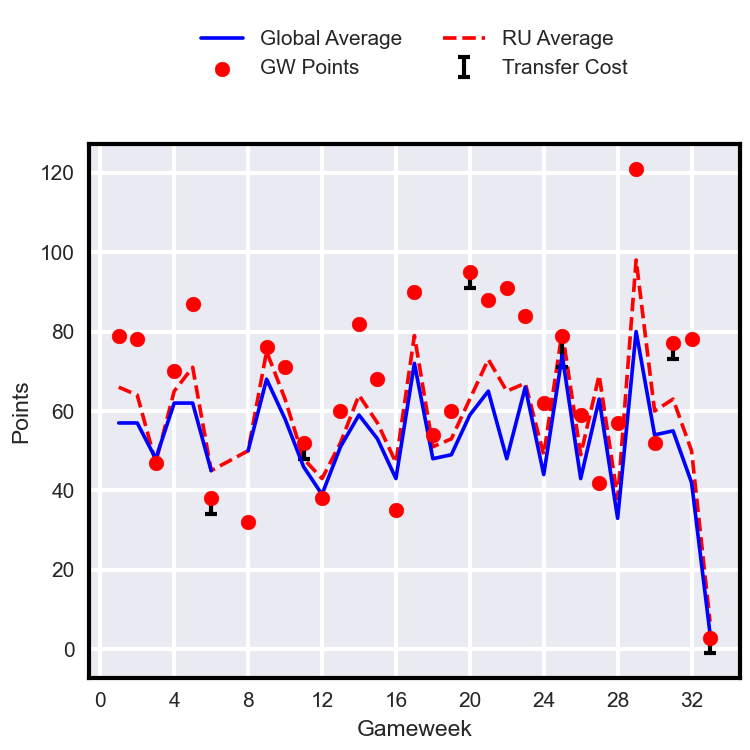 Global Average
RU Average
GW Points
Transfer Cost
120
100
80
60
40
20
0
Points
0 4 8 12 16 20 24 28 32
Gameweek